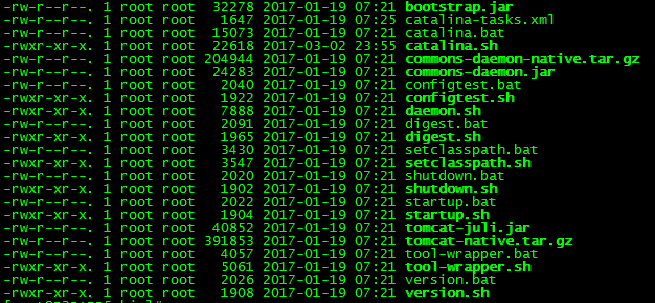 -rw-r--r--. 1 root root  32278 2017-01-19 07:21 bootstrap.jar
-rw-r--r--. 1 root root   1647 2017-01-19 07:25 catalina-tasks.xml
-rw-r--r--. 1 root root  15073 2017-01-19 07:21 catalina.bat
-rwxr-xr-x. 1 root root  22618 2017-03-02 23:55 catalina.sh
-rw-r--r--. 1 root root 204944 2017-01-19 07:21 commons-daemon-native.tar.gz
-rw-r--r--. 1 root root  24283 2017-01-19 07:21 commons-daemon.jar
-rw-r--r--. 1 root root   2040 2017-01-19 07:21 configtest.bat
-rwxr-xr-x. 1 root root   1922 2017-01-19 07:21 configtest.sh
-rwxr-xr-x. 1 root root   7888 2017-01-19 07:21 daemon.sh
-rw-r--r--. 1 root root   2091 2017-01-19 07:21 digest.bat
-rwxr-xr-x. 1 root root   1965 2017-01-19 07:21 digest.sh
-rw-r--r--. 1 root root   3430 2017-01-19 07:21 setclasspath.bat
-rwxr-xr-x. 1 root root   3547 2017-01-19 07:21 setclasspath.sh
-rw-r--r--. 1 root root   2020 2017-01-19 07:21 shutdown.bat
-rwxr-xr-x. 1 root root   1902 2017-01-19 07:21 shutdown.sh
-rw-r--r--. 1 root root   2022 2017-01-19 07:21 startup.bat
-rwxr-xr-x. 1 root root   1904 2017-01-19 07:21 startup.sh
-rw-r--r--. 1 root root  40852 2017-01-19 07:21 tomcat-juli.jar
-rw-r--r--. 1 root root 391853 2017-01-19 07:21 tomcat-native.tar.gz
-rw-r--r--. 1 root root   4057 2017-01-19 07:21 tool-wrapper.bat
-rwxr-xr-x. 1 root root   5061 2017-01-19 07:21 tool-wrapper.sh
-rw-r--r--. 1 root root   2026 2017-01-19 07:21 version.bat
-rwxr-xr-x. 1 root root   1908 2017-01-19 07:21 version.sh